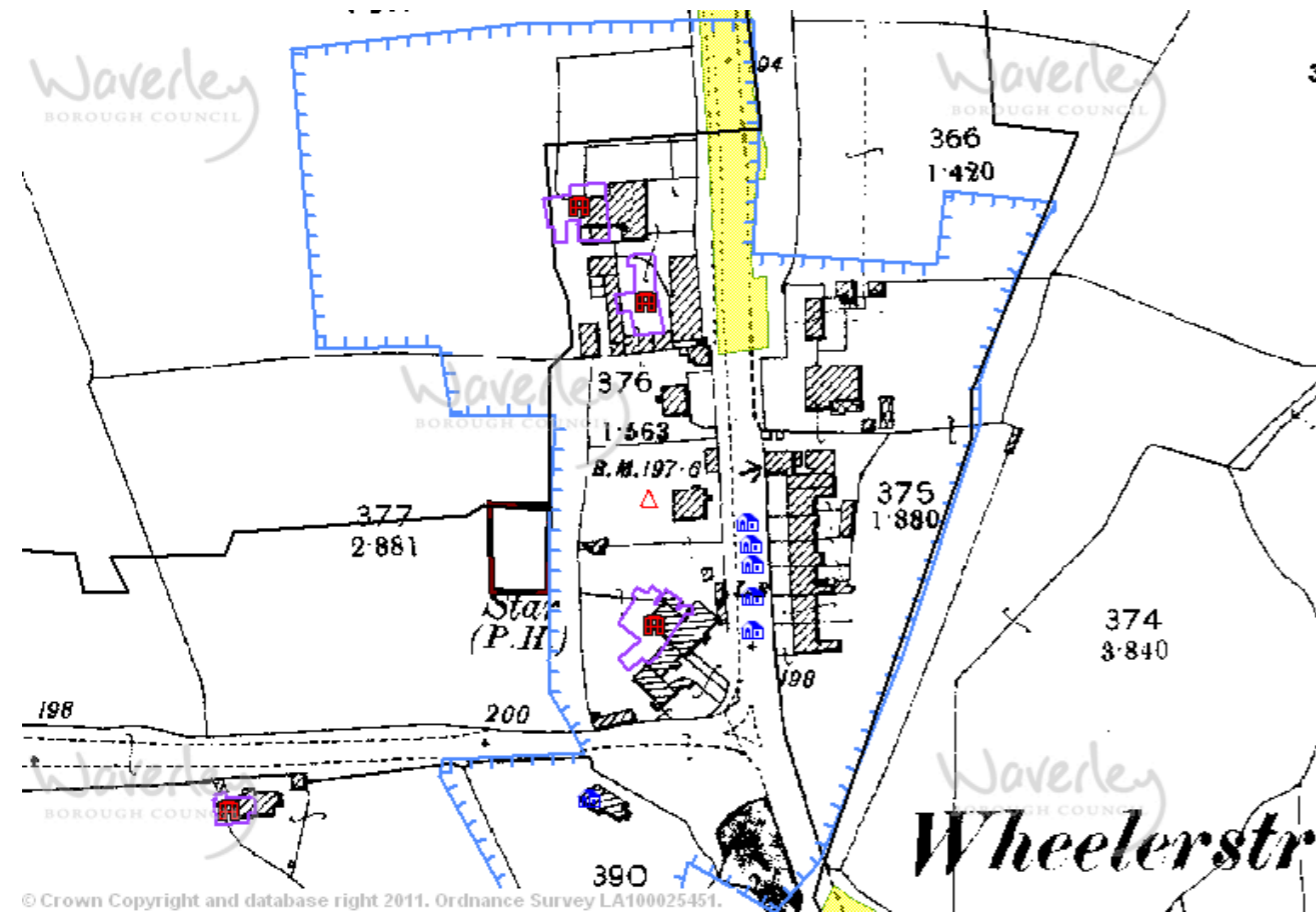 94
Waverley
BOROUGH COUNCIL
Waverley
BOROUGH COUNCIL
366
1·420
376
Waverley
BOROUGH COUNCIL
1·563
B.M.197·6
375
1·880
377
2·881
Star
(P.H)
374
3·840
198
198
200
Waverley
BOROUGH COUNCIL
Waverley
BOROUGH COUNCIL
Wheelerstr
390
© Crown Copyright and database right 2011. Ordnance Survey LA100025451.